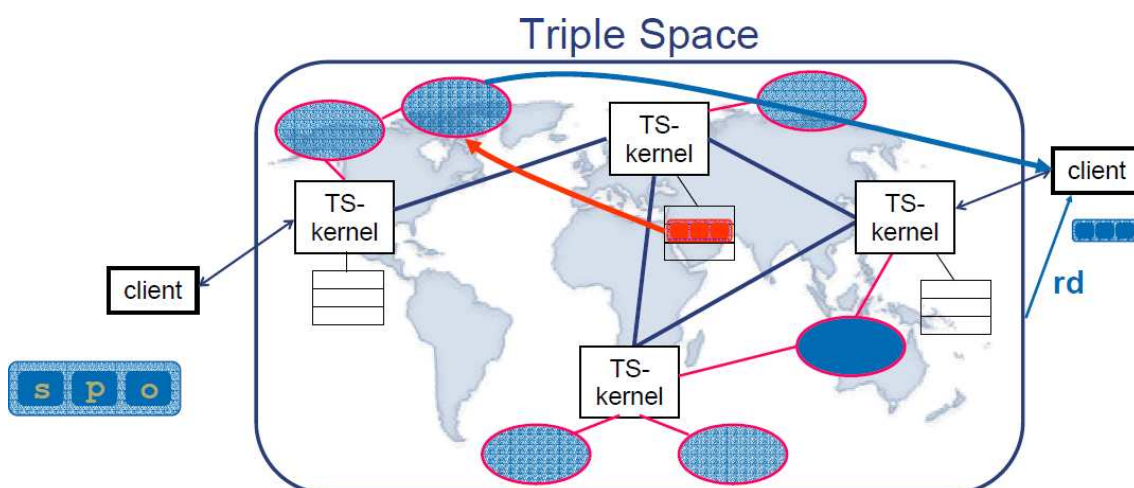 Triple Space
TS-
kernel
client
TS-
kernel
TS-
kernel
client
rd
TS-
kernel
s p o